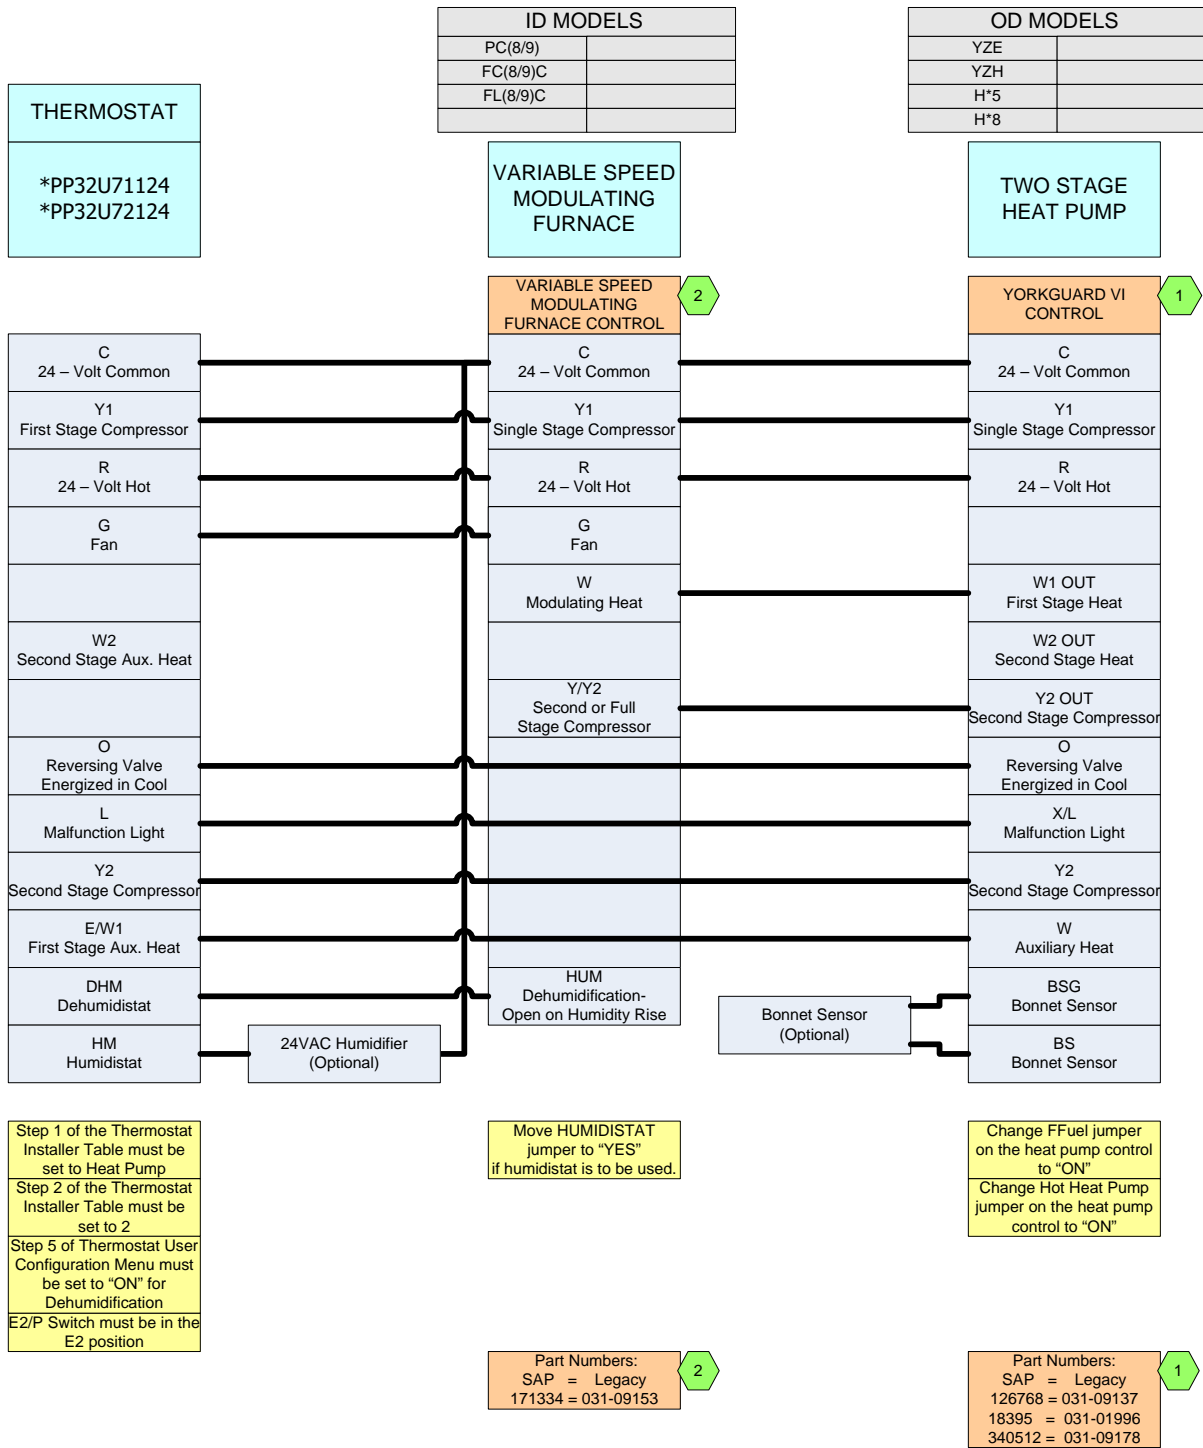 ID MODELS
PC(8/9)
FC(8/9)C
FL(8/9)C
OD MODELS
YZE
YZH
H*5
H*8
THERMOSTAT
*PP32U71124
*PP32U72124
VARIABLE SPEED
MODULATING
FURNACE
TWO STAGE
HEAT PUMP
VARIABLE SPEED
MODULATING
FURNACE CONTROL
2
YORKGUARD VI
CONTROL
1
C
24 – Volt Common
Y1
First Stage Compressor
R
24 – Volt Hot
G
Fan
W2
Second Stage Aux. Heat
O
Reversing Valve
Energized in Cool
L
Malfunction Light
Y2
Second Stage Compressor
E/W1
First Stage Aux. Heat
DHM
Dehumidistat
HM
Humidistat
24VAC Humidifier
(Optional)
C
24 – Volt Common
Y1
Single Stage Compressor
R
24 – Volt Hot
G
Fan
W
Modulating Heat
Y/Y2
Second or Full
Stage Compressor
HUM
Dehumidification-
Open on Humidity Rise
Bonnet Sensor
(Optional)
C
24 – Volt Common
Y1
Single Stage Compressor
R
24 – Volt Hot
W1 OUT
First Stage Heat
W2 OUT
Second Stage Heat
Y2 OUT
Second Stage Compressor
O
Reversing Valve
Energized in Cool
X/L
Malfunction Light
Y2
Second Stage Compressor
W
Auxiliary Heat
BSG
Bonnet Sensor
BS
Bonnet Sensor
Step 1 of the Thermostat
Installer Table must be
set to Heat Pump
Step 2 of the Thermostat
Installer Table must be
set to 2
Step 5 of Thermostat User
Configuration Menu must
be set to “ON” for
Dehumidification
E2/P Switch must be in the
E2 position
Move HUMIDISTAT
jumper to “YES”
if humidistat is to be used.
Change FFuel jumper
on the heat pump control
to “ON”
Change Hot Heat Pump
jumper on the heat pump
control to “ON”
Part Numbers:
SAP = Legacy
171334 = 031-09153
2
Part Numbers:
SAP = Legacy
126768 = 031-09137
18395 = 031-01996
340512 = 031-09178
1